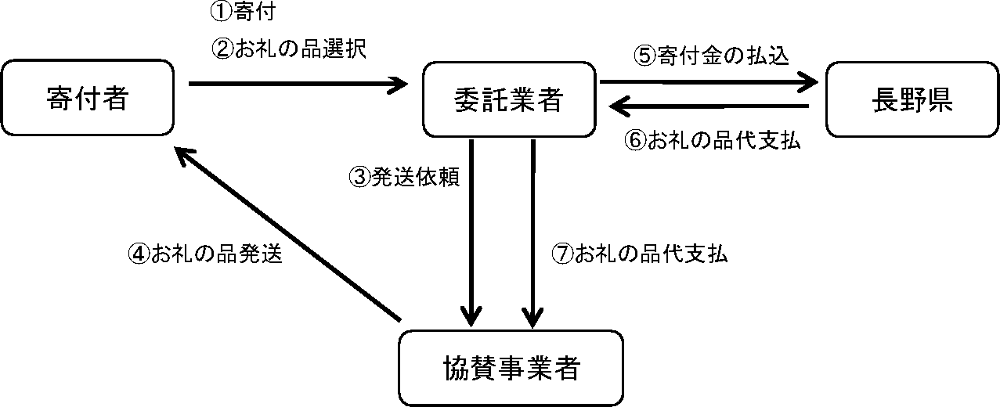 ①寄付
②お礼の品選択
⑤寄付金の払込
寄付者
委託業者
長野県
⑥お礼の品代支払
③発送依頼
④お礼の品発送
⑦お礼の品代支払
協賛事業者